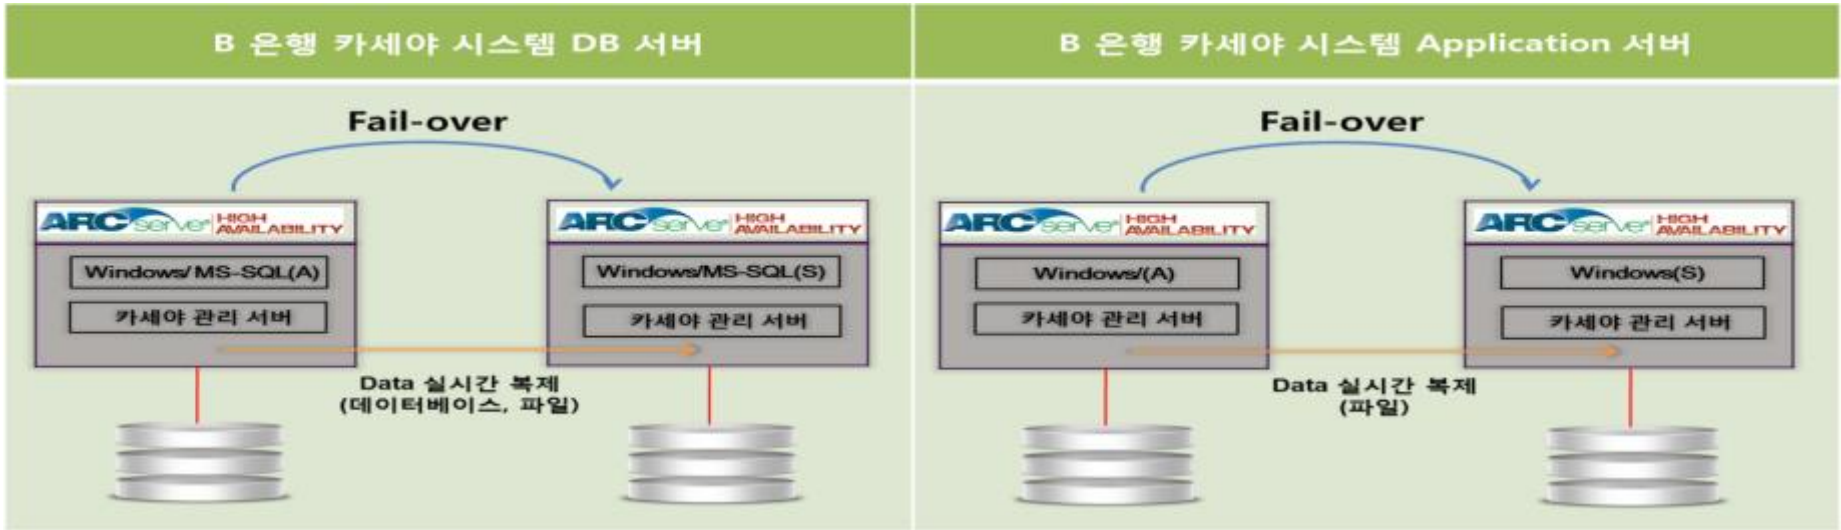 B 은행 카세야 시스템 DB 서버
Fail-over
ARCserve® HIGH AVAILABILITY
Windows/MS-SQL(A)
카세야 관리 서버
ARCserve® HIGH AVAILABILITY
Windows/MS-SQL(S)
카세야 관리 서버
Data 실시간 복제
(데이터베이스, 파일)
B 은행 카세야 시스템 Application 서버
Fail-over
ARCserve® HIGH AVAILABILITY
Windows/(A)
카세야 관리 서버
ARCserve® HIGH AVAILABILITY
Windows(S)
카세야 관리 서버
Data 실시간 복제
(파일)